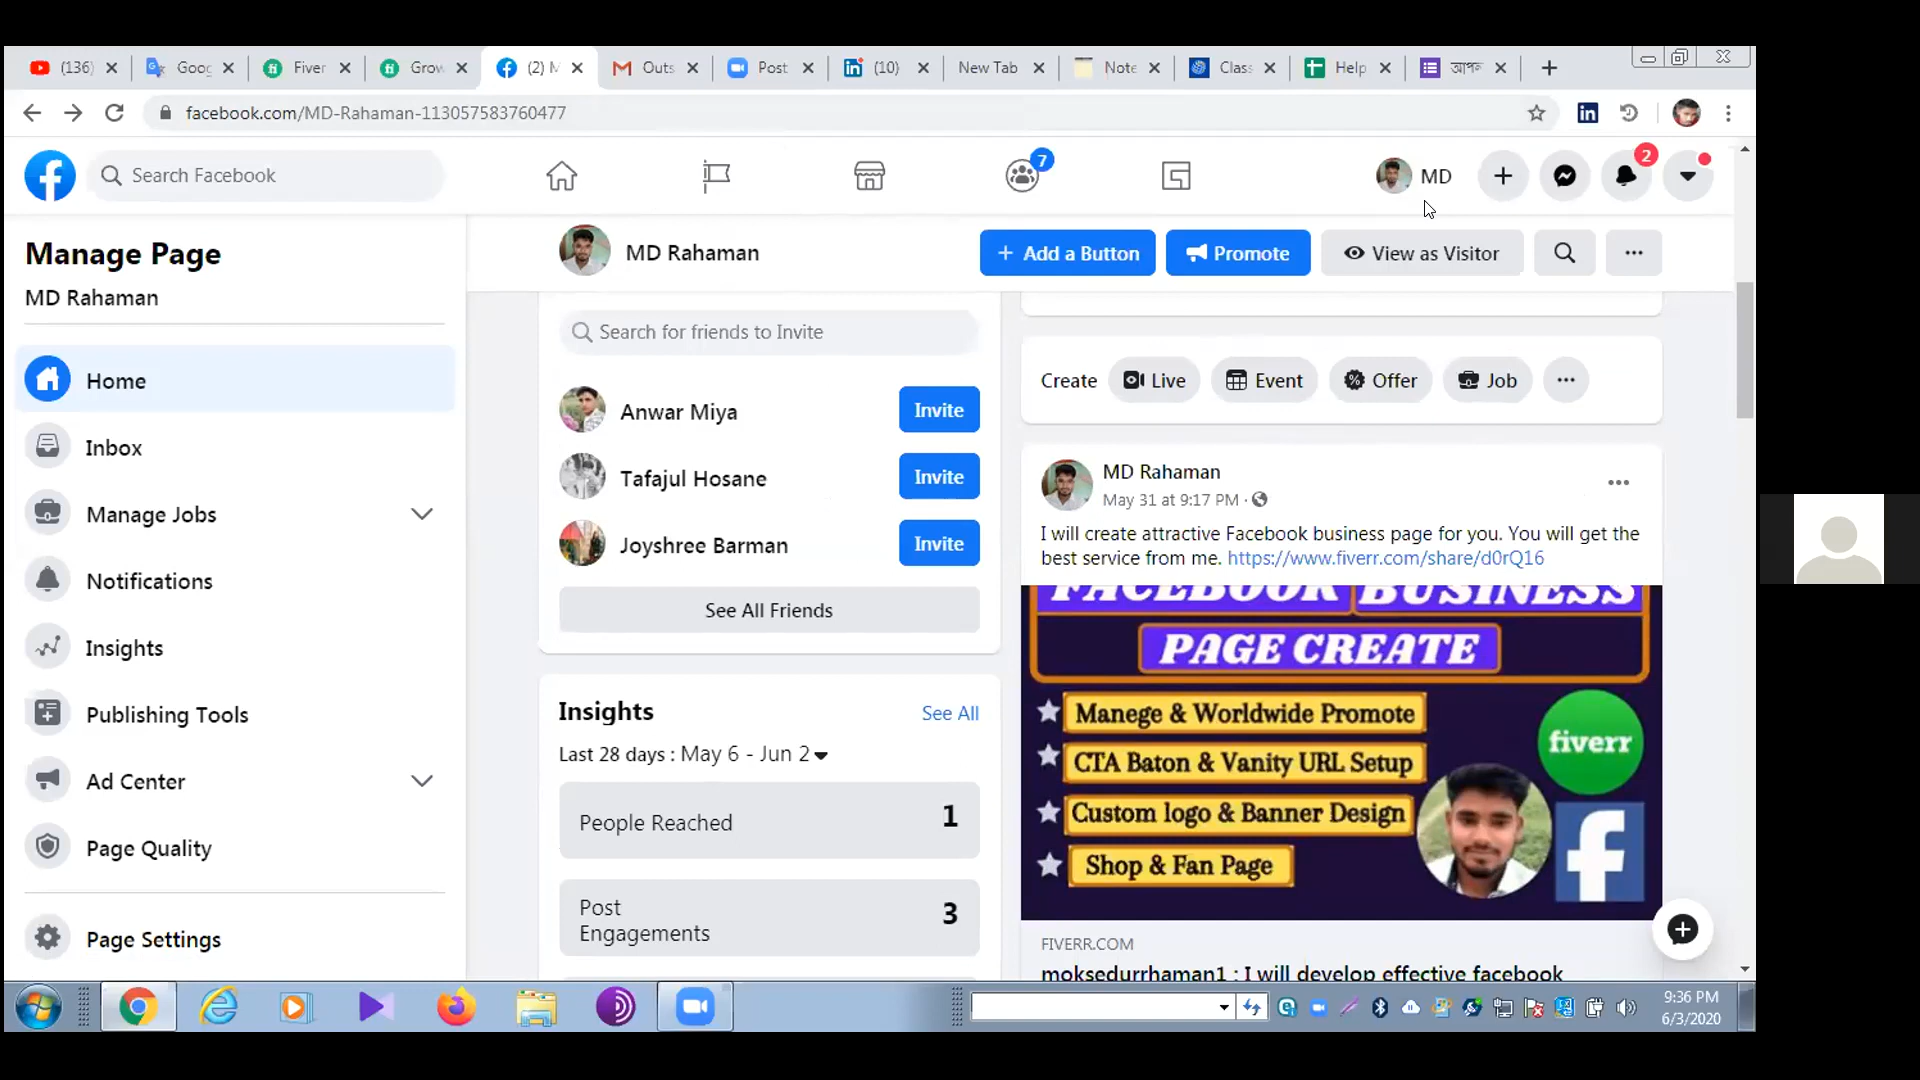 (136)
Goog
Fiver
Grow
(2) M
Outs
Post
(10)
New Tab
Note
Class
Help
আপন
facebook.com/MD-Rahaman-113057583760477
Search Facebook
7
MD
2
Manage Page
MD Rahaman
Home
Inbox
Manage Jobs
Notifications
Insights
Publishing Tools
Ad Center
Page Quality
Page Settings
MD Rahaman
Add a Button
Promote
View as Visitor
Search for friends to Invite
Anwar Miya
Invite
Tafajul Hosane
Invite
Joyshree Barman
Invite
See All Friends
Insights
See All
Last 28 days : May 6 - Jun 2
People Reached
1
Post
Engagements
3
Create
Live
Event
Offer
Job
MD Rahaman
May 31 at 9:17 PM ·
I will create attractive Facebook business page for you. You will get the
best service from me. https://www.fiverr.com/share/d0rQ16
FACEBOOK BUSINESS
PAGE CREATE
Manege & Worldwide Promote
CTA Baton & Vanity URL Setup
Custom logo & Banner Design
Shop & Fan Page
fiverr
FIVERR.COM
moksedurrhaman1 : I will develop effective facebook
9:36 PM
6/3/2020